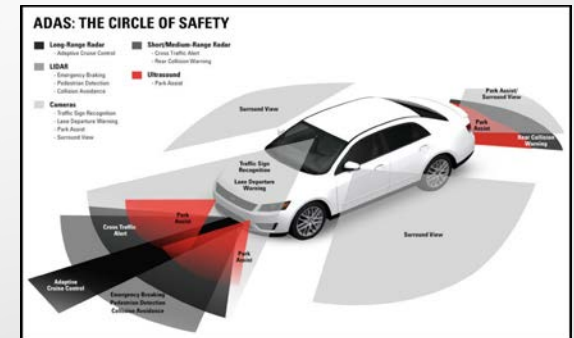 ADAS: THE CIRCLE OF SAFETY
Long-Range Radar
- Adaptive Cruise Control
LIDAR
- Emergency Braking
- Pedestrian Detection
- Collision Avoidance
Cameras
- Traffic Sign Recognition
- Lane Departure Warning
- Park Assist
- Surround View
Short/Medium-Range Radar
- Cross Traffic Alert
- Rear Collision Warning
Ultrasound
- Park Assist
Surround View
Park Assist/
Surround View
Park
Assist
Rear Collision
Warning
Traffic Sign
Recognition
Lane Departure
Warning
Park
Assist
Cross Traffic
Alert
Park
Assist
Surround View
Adaptive
Cruise Control
Emergency Breaking
Pedestrian Detection
Collision Avoidance